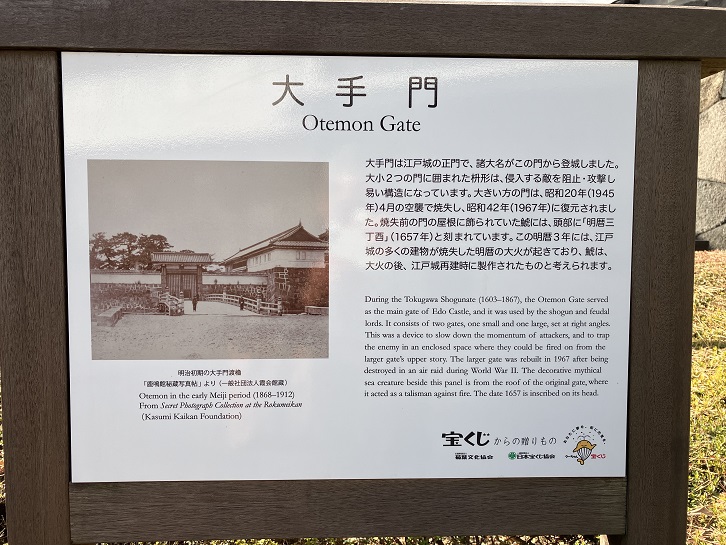 大手門
Otemon Gate
大手門は江戸城の正門で、諸大名がこの門から登城しました。
大小２つの門に囲まれた枡形は、侵入する敵を阻止・攻撃し
易い構造になっています。大きい方の門は、昭和20年（1945
年）4月の空襲で焼失し、昭和42年（1967年）に復元されまし
た。焼失前の門の屋根に飾られていた鯱には、頭部に「明暦三
丁酉」（1657年）と刻まれています。この明暦３年には、江戸
城の多くの建物が焼失した明暦の大火が起きており、鯱は、
大火の後、江戸城再建時に製作されたものと考えられます。
During the Tokugawa Shogunate (1603–1867), the Otemon Gate served
as the main gate of Edo Castle, and it was used by the shogun and feudal
lords. It consists of two gates, one small and one large, set at right angles.
This was a device to slow down the momentum of attackers, and to trap
the enemy in an enclosed space where they could be fired on from the
larger gate's upper story. The larger gate was rebuilt in 1967 after being
destroyed in an air raid during World War II. The decorative mythical
sea creature beside this panel is from the roof of the original gate, where
it acted as a talisman against fire. The date 1657 is inscribed on its head.
明治初期の大手門渡櫓
「鹿鳴館秘蔵写真帖」より（一般社団法人霞会館蔵）
Otemon in the early Meiji period (1868–1912)
From Secret Photograph Collection at the Rokumeikan
（Kasumi Kaikan Foundation）
宝くじからの贈りもの
菊葉文化協会
日本宝くじ協会
宝くじ